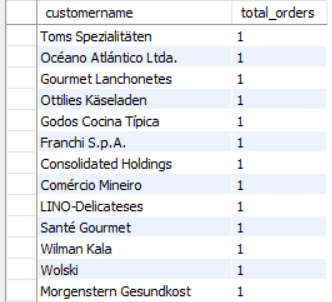 customername total_orders
Toms Spezialitäten 1
Océano Atlántico Ltda. 1
Gourmet Lanchonetes 1
Ottilies Käseladen 1
Godos Cocina Típica 1
Franchi S.p.A. 1
Consolidated Holdings 1
Comércio Mineiro 1
LINO-Delicateses 1
Santé Gourmet 1
Wilman Kala 1
Wolski 1
Morgenstern Gesundkost 1